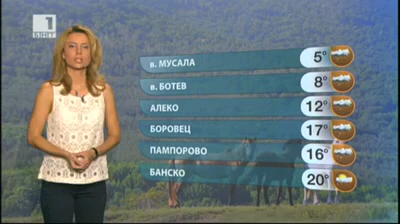 1
БНТ
в. МУСАЛА 5°
в. БОТЕВ 8°
АЛЕКО 12°
БОРОВЕЦ 17°
ПАМПОРОВО 16°
БАНСКО 20°